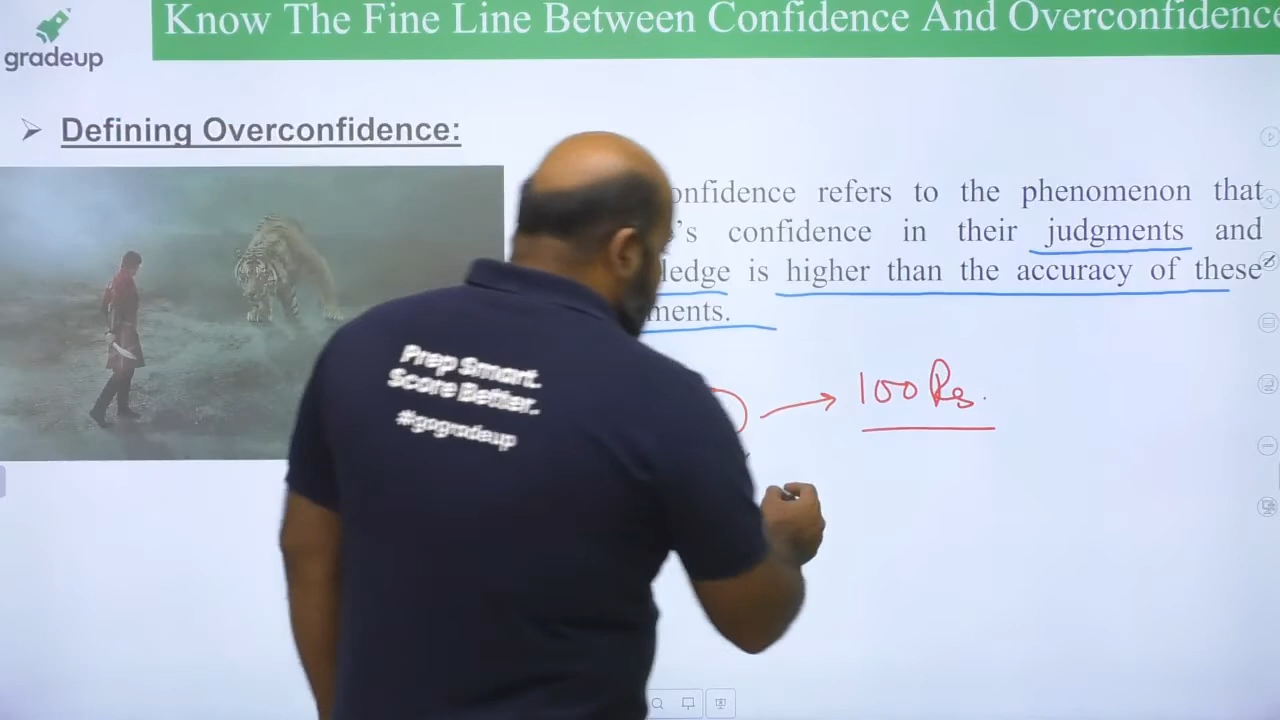 gradeup
Know The Fine Line Between Confidence And Overconfidence
Defining Overconfidence:
onfidence refers to the phenomenon that
's confidence in their judgments and
ledge is higher than the accuracy of these
ments.
100 Rs.
Prep Smart.
Score Better.
#gogradeup